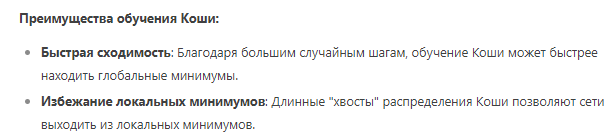 Преимущества обучения Коши:
Быстрая сходимость: Благодаря большим случайным шагам, обучение Коши может быстрее
находить глобальные минимумы.
Избежание локальных минимумов: Длинные "хвосты" распределения Коши позволяют сети
выходить из локальных минимумов.